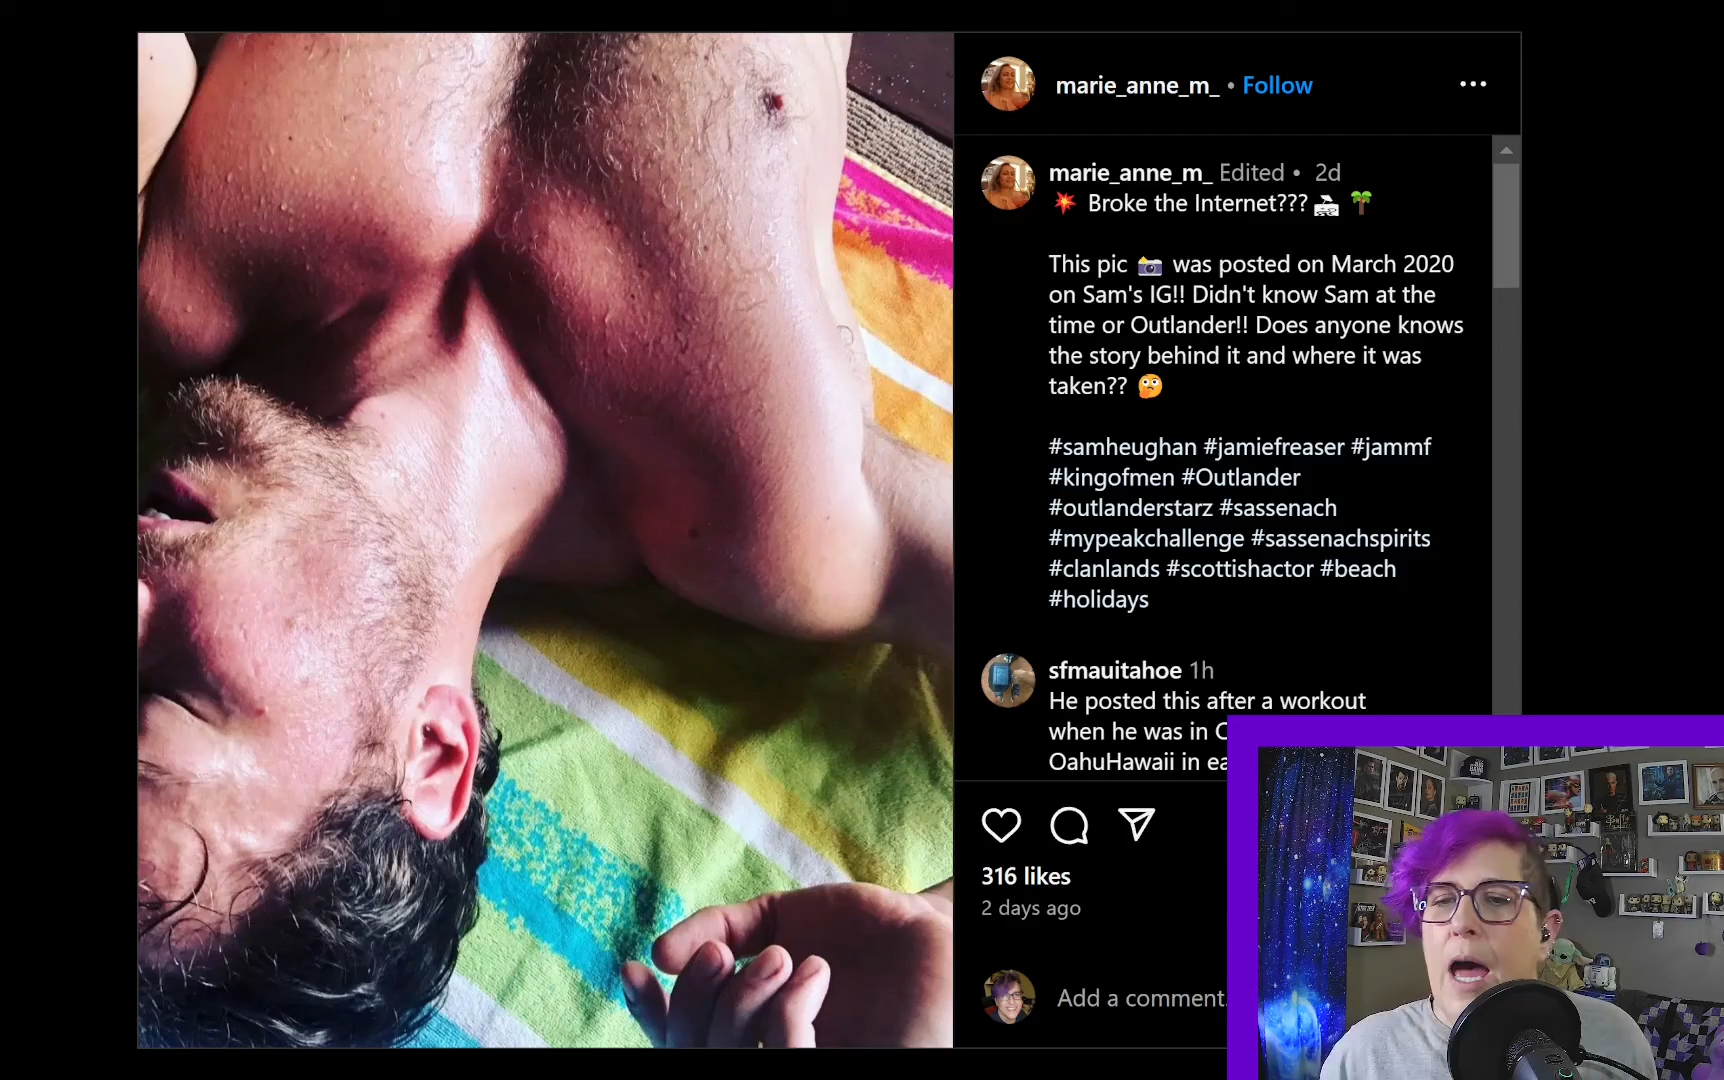 marie_anne_m_ • Follow
marie_anne_m_ Edited • 2d
Broke the Internet???
This pic 📸 was posted on March 2020
on Sam's IG!! Didn't know Sam at the
time or Outlander!! Does anyone knows
the story behind it and where it was
taken?? 🤔
#samheughan #jamiefreaser #jammf
#kingofmen #Outlander
#outlanderstarz #sassenach
#mypeakchallenge #sassenachspirits
#clanlands #scottishactor #beach
#holidays
sfmauitahoe 1h
He posted this after a workout
when he was in
OahuHawaii in
316 likes
2 days ago
Add a comment